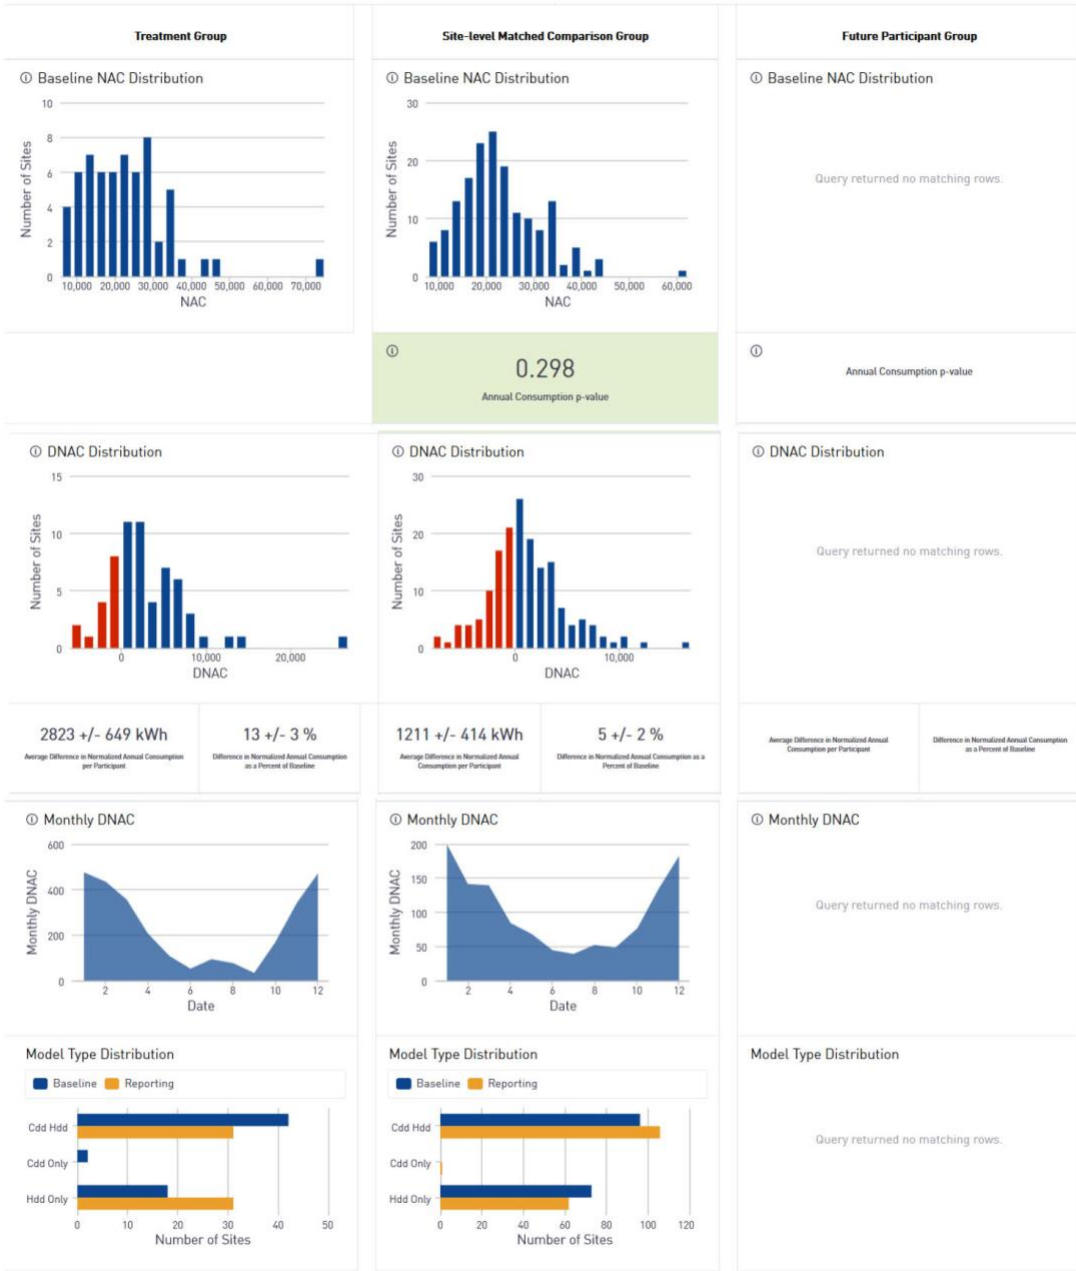 Treatment Group
Site-level Matched Comparison Group
Future Participant Group
Baseline NAC Distribution
10
8
6
4
2
0
Number of Sites
10,000 20,000 30,000 40,000 50,000 60,000 70,000
NAC
Baseline NAC Distribution
30
20
10
0
Number of Sites
10,000 20,000 30,000 40,000 50,000 60,000
NAC
Baseline NAC Distribution
Query returned no matching rows.
0.298
Annual Consumption p-value
Annual Consumption p-value
DNAC Distribution
15
10
5
0
Number of Sites
0 10,000 20,000
DNAC
DNAC Distribution
30
20
10
0
Number of Sites
0 10,000
DNAC
DNAC Distribution
Query returned no matching rows.
2823 +/- 649 kWh
Average Difference in Normalized Annual Consumption
per Participant
13 +/- 3 %
Difference in Normalized Annual Consumption
as a Percent of Baseline
1211 +/- 414 kWh
Average Difference in Normalized Annual
Consumption per Participant
5 +/- 2 %
Difference in Normalized Annual Consumption as a
Percent of Baseline
Average Difference in Normalized Annual
Consumption per Participant
Difference in Normalized Annual Consumption
as a Percent of Baseline
Monthly DNAC
600
400
200
0
Monthly DNAC
2 4 6 8 10 12
Date
Monthly DNAC
200
150
100
50
0
Monthly DNAC
2 4 6 8 10 12
Date
Monthly DNAC
Query returned no matching rows.
Model Type Distribution
Baseline Reporting
Cdd Hdd
Cdd Only
Hdd Only
0 10 20 30 40 50
Number of Sites
Model Type Distribution
Baseline Reporting
Cdd Hdd
Cdd Only
Hdd Only
0 20 40 60 80 100 120
Number of Sites
Model Type Distribution
Query returned no matching rows.